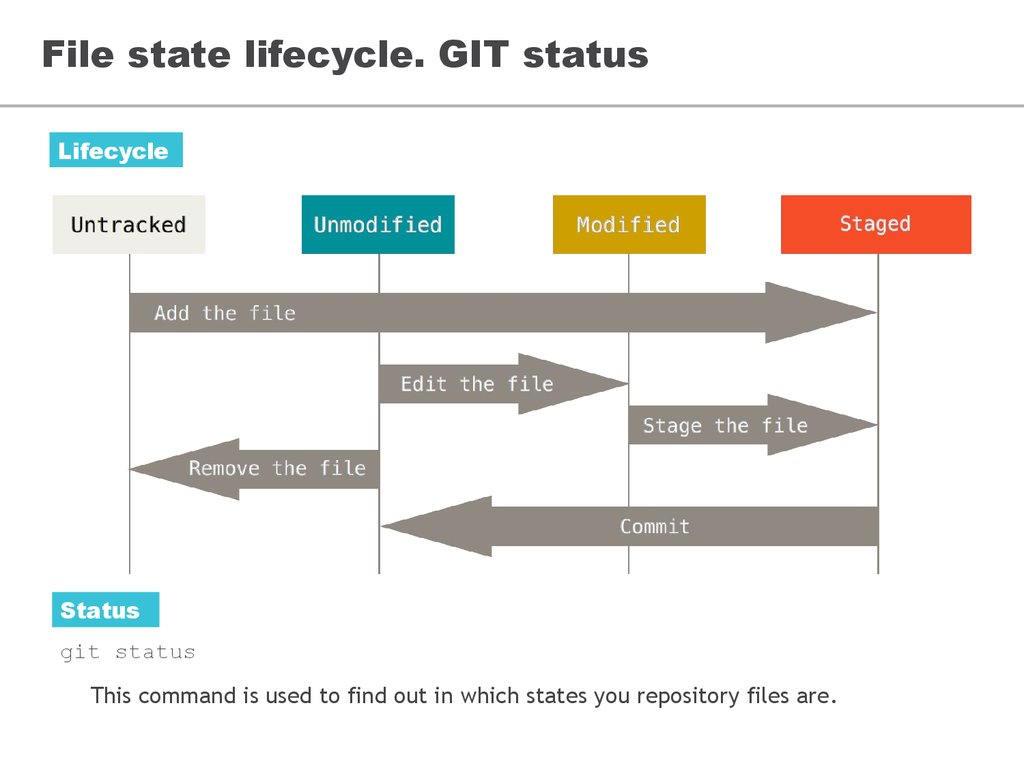 File state lifecycle. GIT status
Lifecycle
Untracked
Unmodified
Modified
Staged
Add the file
Edit the file
Stage the file
Remove the file
Commit
Status
git status
This command is used to find out in which states you repository files are.